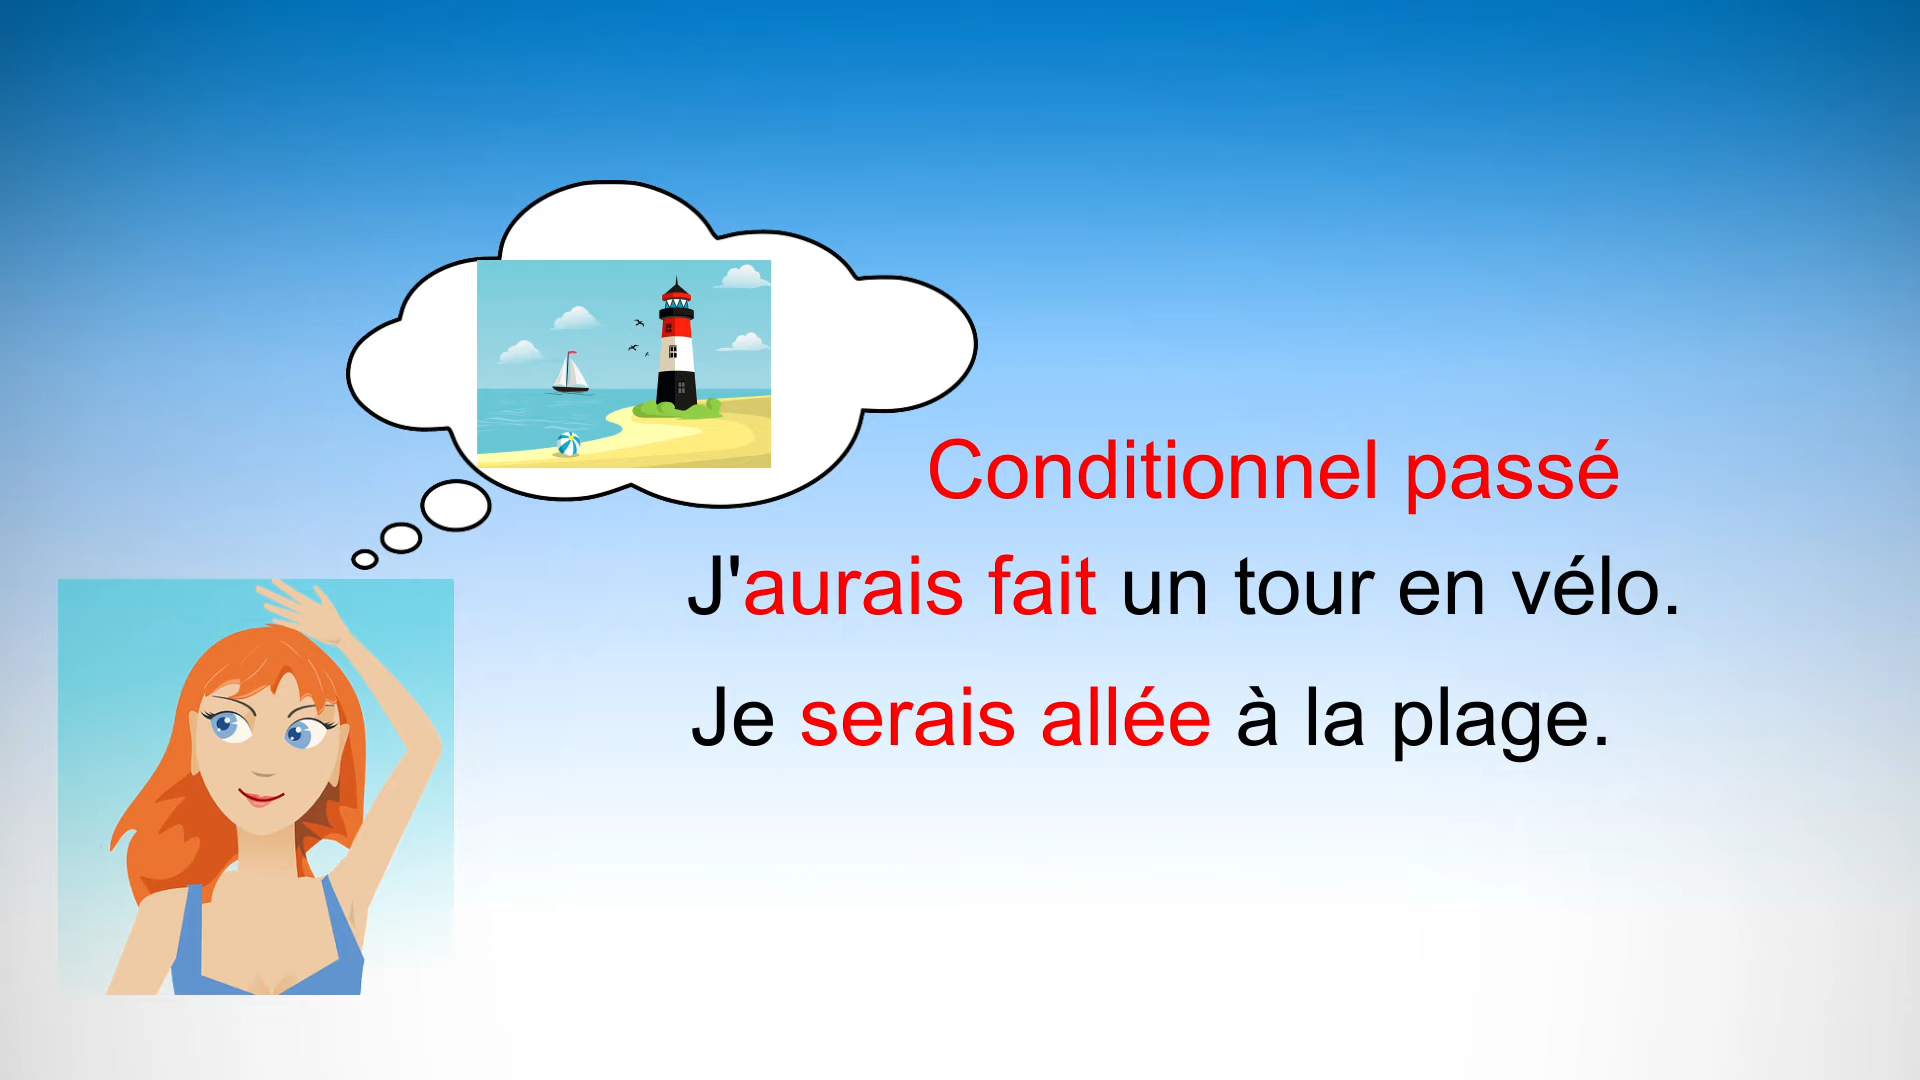 Conditionnel passé
J'aurais fait un tour en vélo.
Je serais allée à la plage.